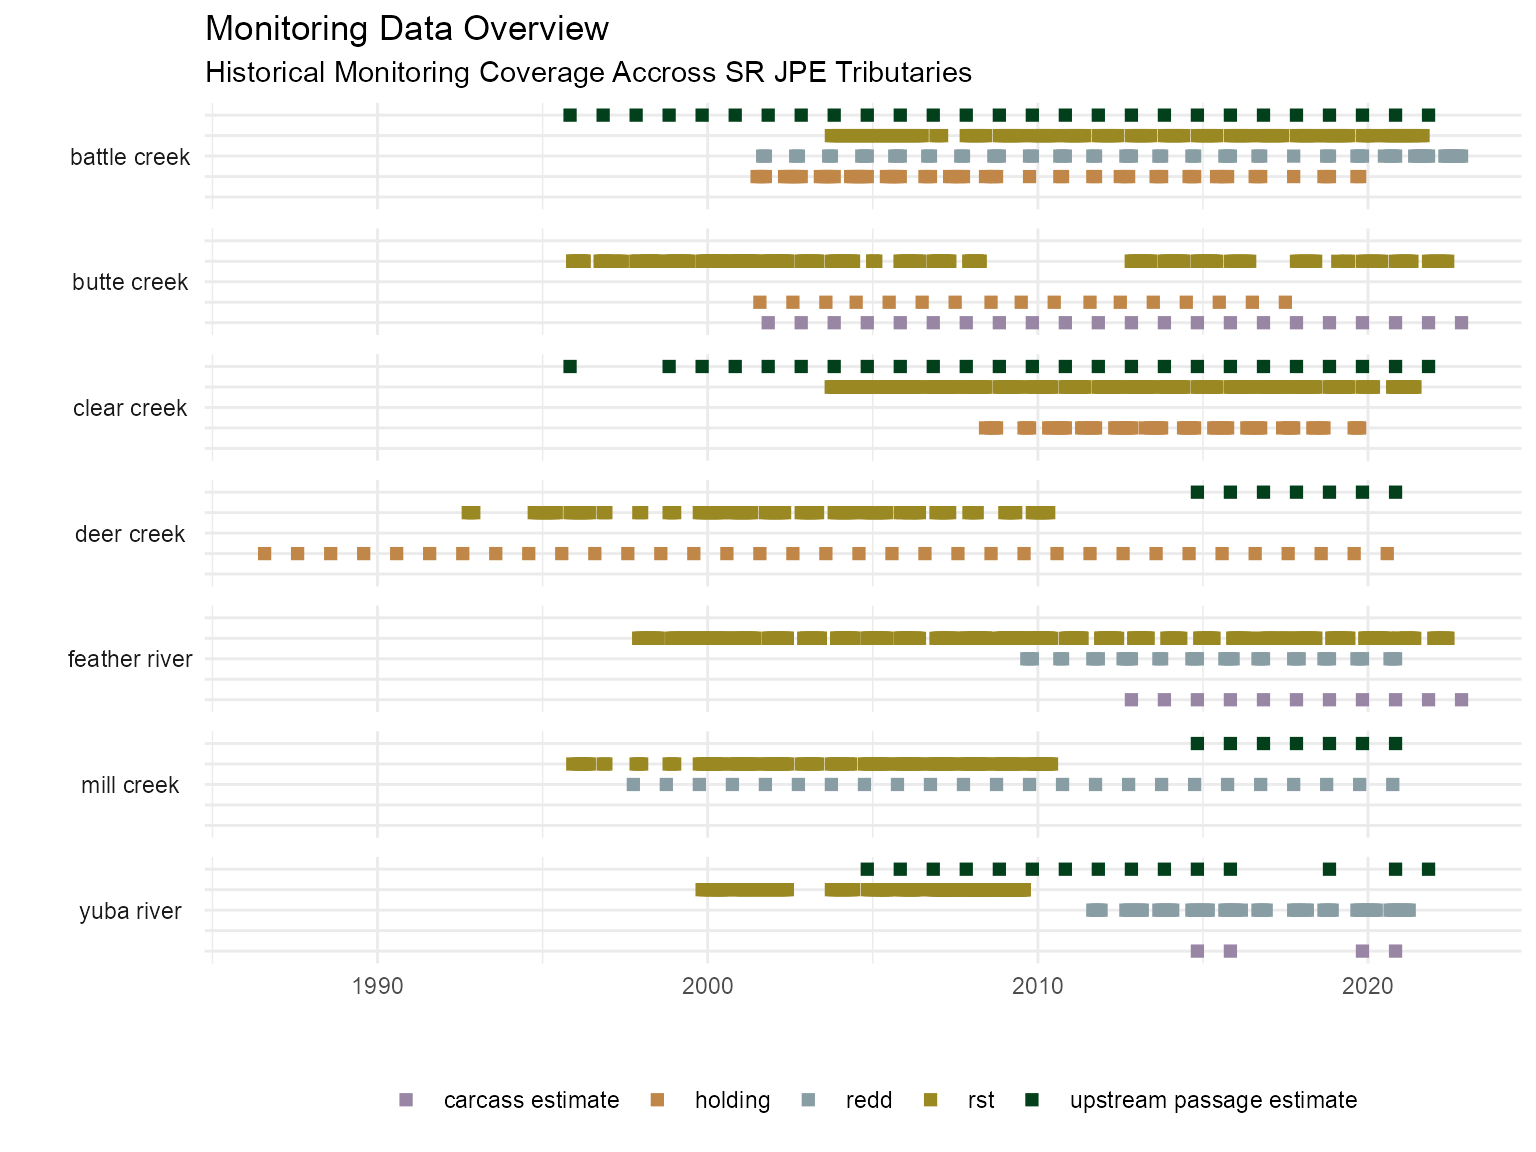 Monitoring Data Overview
Historical Monitoring Coverage Accross SR JPE Tributaries
battle creek
butte creek
clear creek
deer creek
feather river
mill creek
yuba river
1990 2000 2010 2020
carcass estimate holding redd rst upstream passage estimate